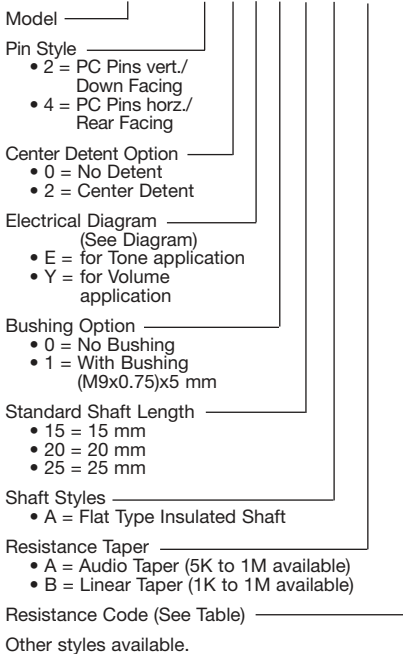 Model
Pin Style
• 2 = PC Pins vert./
Down Facing
• 4 = PC Pins horz./
Rear Facing
Center Detent Option
• 0 = No Detent
• 2 = Center Detent
Electrical Diagram
(See Diagram)
• E = for Tone application
• Y = for Volume
application
Bushing Option
• 0 = No Bushing
• 1 = With Bushing
(M9x0.75)x5 mm
Standard Shaft Length
• 15 = 15 mm
• 20 = 20 mm
• 25 = 25 mm
Shaft Styles
• A = Flat Type Insulated Shaft
Resistance Taper
• A = Audio Taper (5K to 1M available)
• B = Linear Taper (1K to 1M available)
Resistance Code (See Table)
Other styles available.